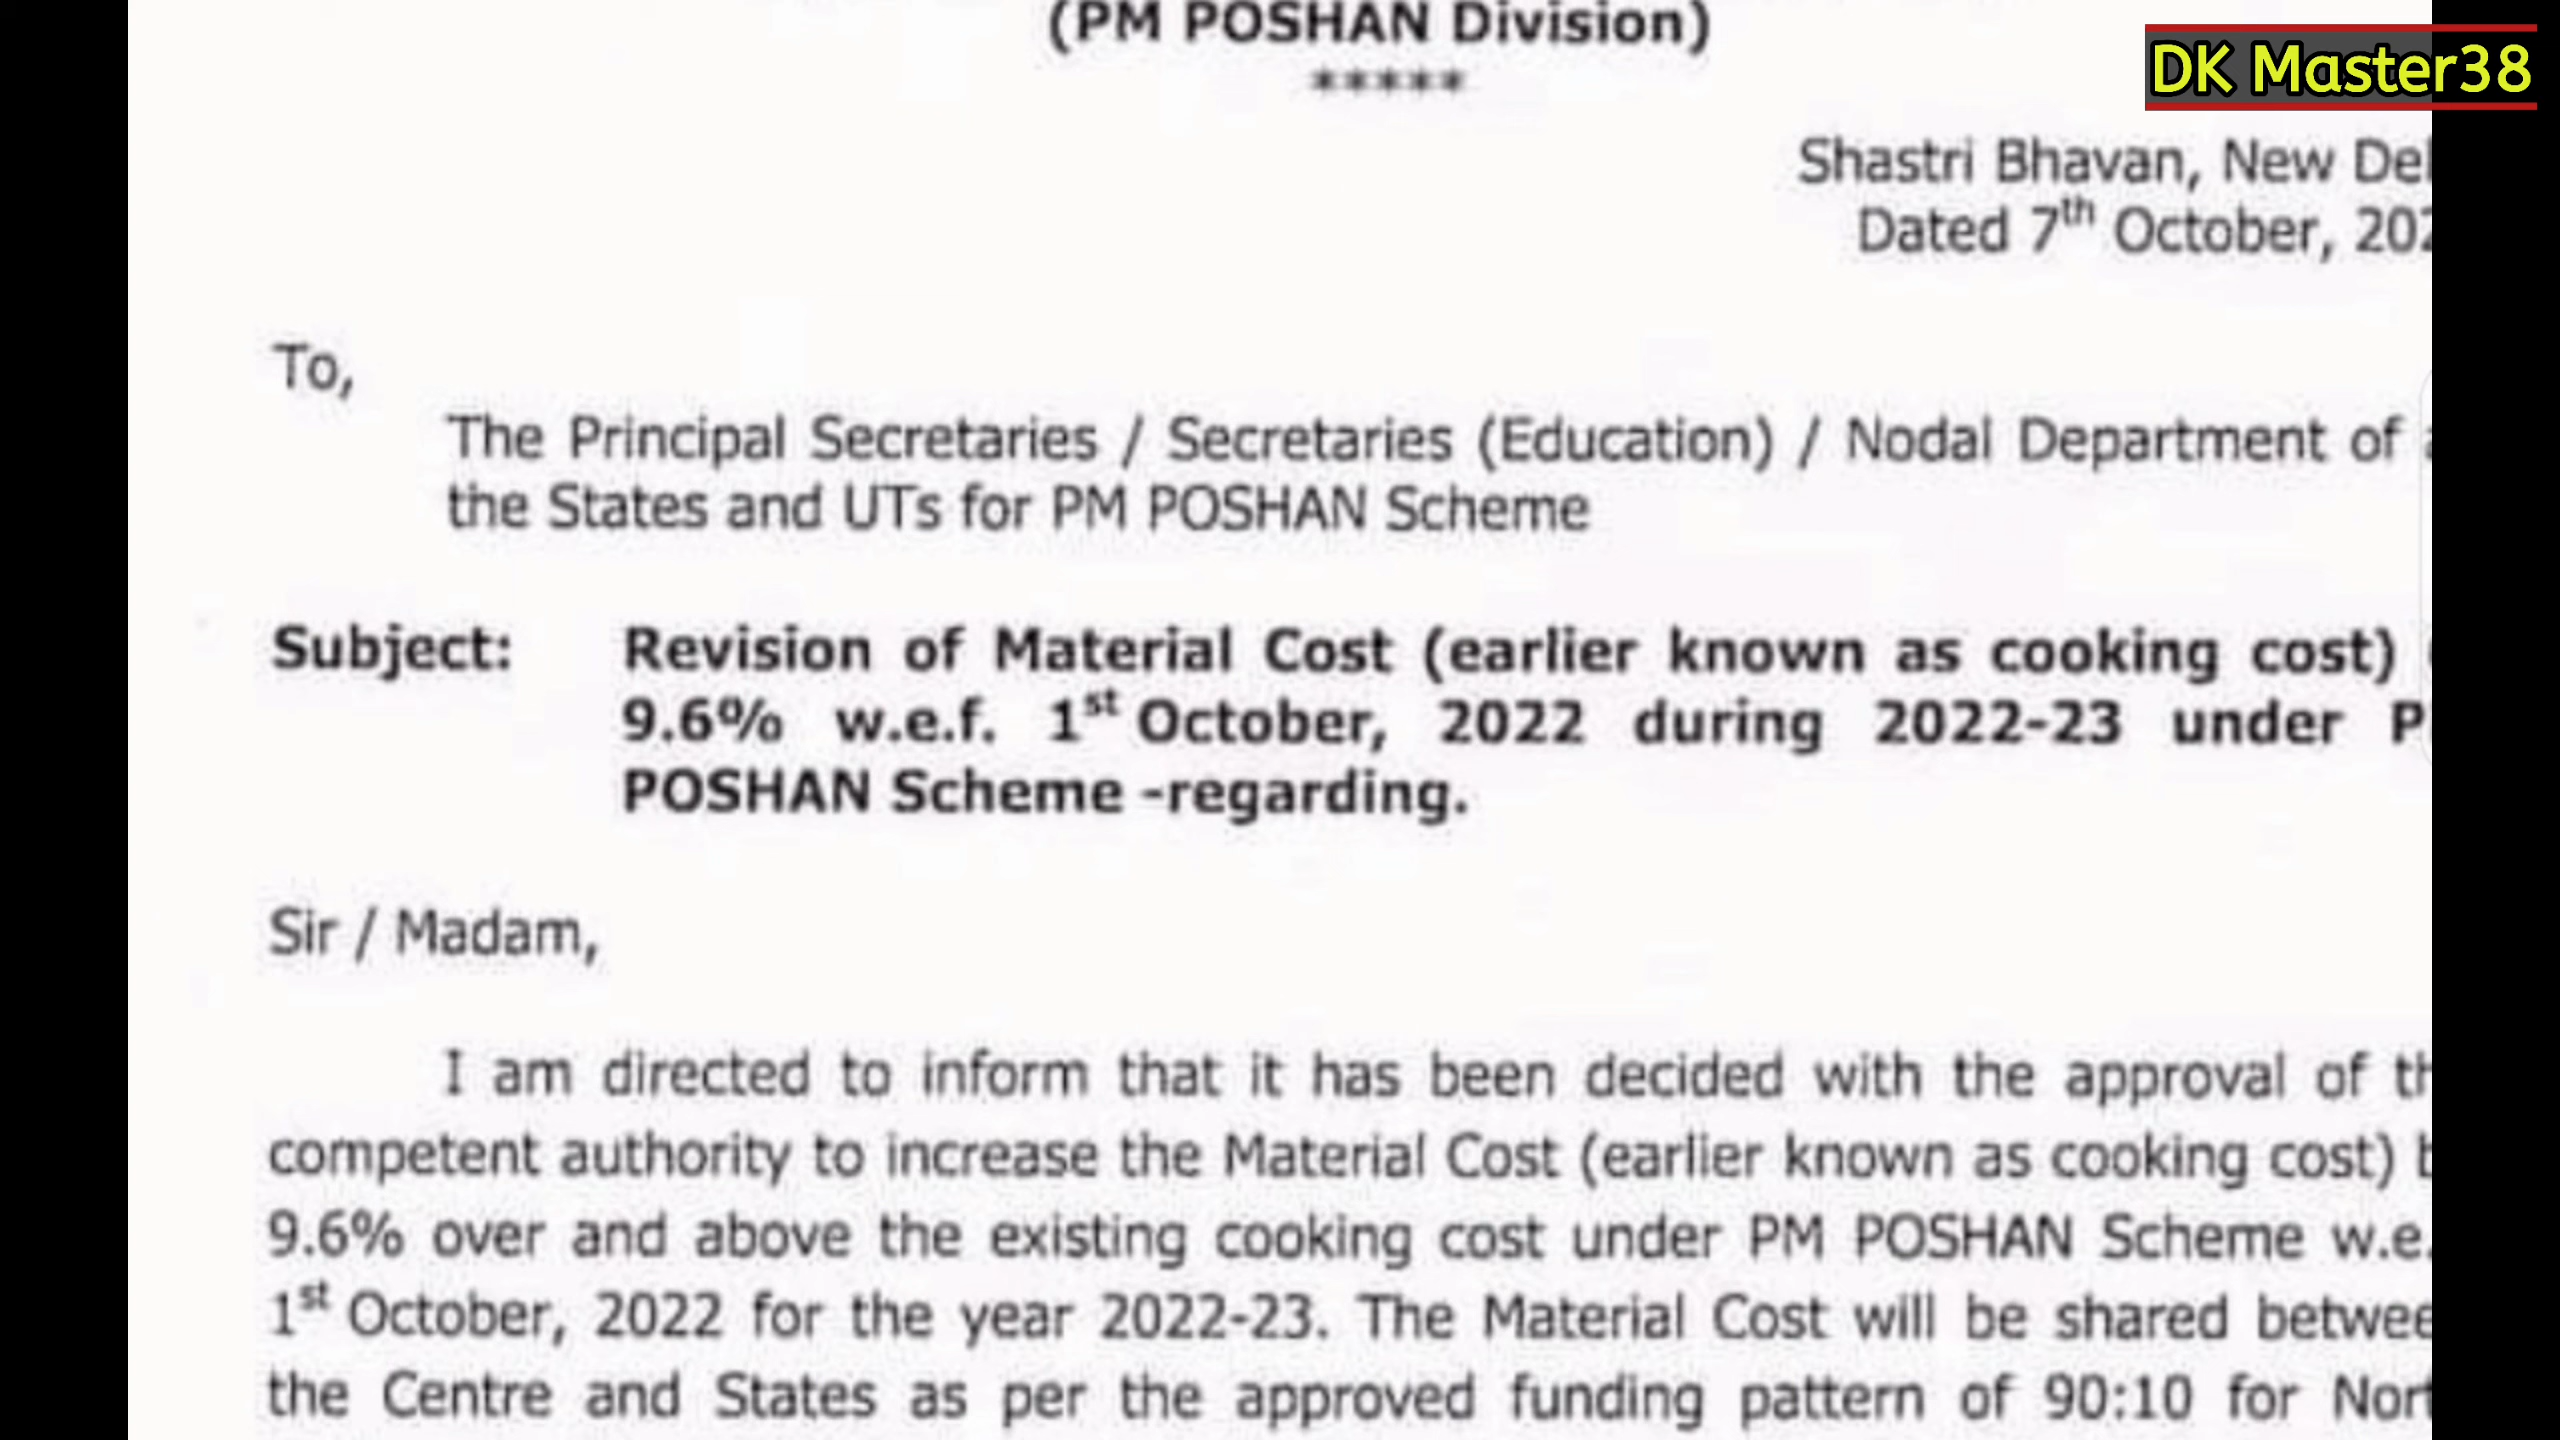 (PM POSHAN Division)
*****
DK Master38
Shastri Bhavan, New Del
Dated 7th October, 202
To,
The Principal Secretaries / Secretaries (Education) / Nodal Department of
the States and UTs for PM POSHAN Scheme
Subject: Revision of Material Cost (earlier known as cooking cost)
9.6% w.e.f. 1st October, 2022 during 2022-23 under P
POSHAN Scheme -regarding.
Sir / Madam,
I am directed to inform that it has been decided with the approval of th
competent authority to increase the Material Cost (earlier known as cooking cost) b
9.6% over and above the existing cooking cost under PM POSHAN Scheme w.e.
1st October, 2022 for the year 2022-23. The Material Cost will be shared betwee
the Centre and States as per the approved funding pattern of 90:10 for Nort